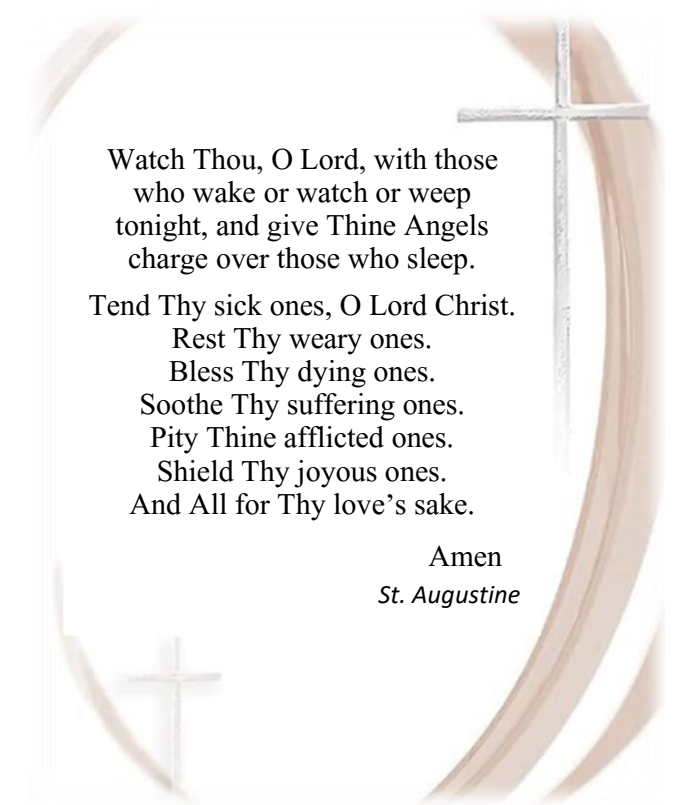 Watch Thou, O Lord, with those
who wake or watch or weep
tonight, and give Thine Angels
charge over those who sleep.
Tend Thy sick ones, O Lord Christ.
Rest Thy weary ones.
Bless Thy dying ones.
Soothe Thy suffering ones.
Pity Thine afflicted ones.
Shield Thy joyous ones.
And All for Thy love’s sake.
Amen
St. Augustine